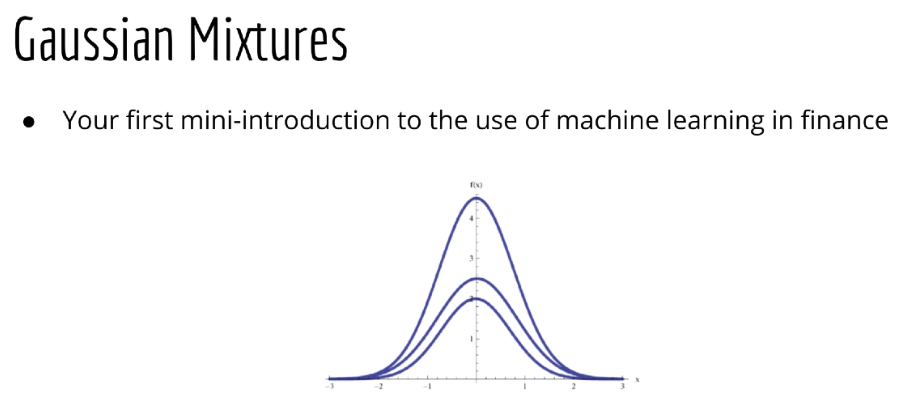 Gaussian Mixtures
● Your first mini-introduction to the use of machine learning in finance
f(x)
4
3
2
1
-3 -2 -1 1 2 3 x